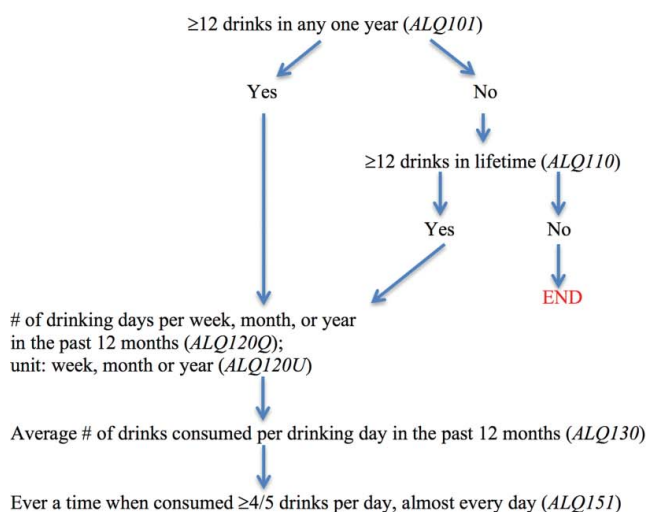 ≥12 drinks in any one year (ALQ101)
Yes
No
≥12 drinks in lifetime (ALQ110)
Yes
No
END
# of drinking days per week, month, or year
in the past 12 months (ALQ120Q);
unit: week, month or year (ALQ120U)
Average # of drinks consumed per drinking day in the past 12 months (ALQ130)
Ever a time when consumed ≥4/5 drinks per day, almost every day (ALQ151)